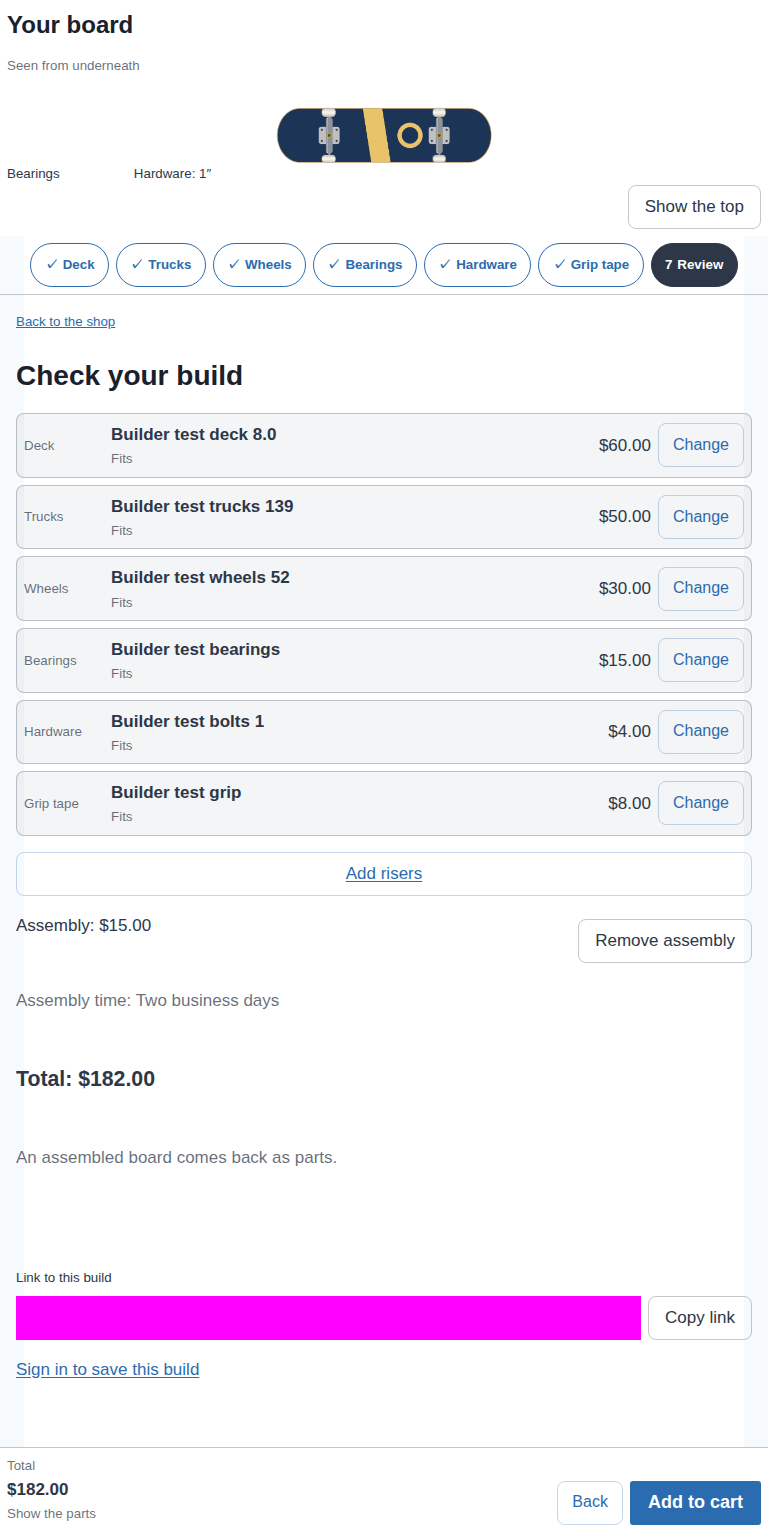 Your board
Seen from underneath
Bearings Hardware: 1″
Show the top
✓ Deck ✓ Trucks ✓ Wheels ✓ Bearings ✓ Hardware ✓ Grip tape 7 Review
Back to the shop
Check your build
Deck Builder test deck 8.0 $60.00 Change
Fits
Trucks Builder test trucks 139 $50.00 Change
Fits
Wheels Builder test wheels 52 $30.00 Change
Fits
Bearings Builder test bearings $15.00 Change
Fits
Hardware Builder test bolts 1 $4.00 Change
Fits
Grip tape Builder test grip $8.00 Change
Fits
Add risers
Assembly: $15.00 Remove assembly
Assembly time: Two business days
Total: $182.00
An assembled board comes back as parts.
Link to this build
Copy link
Sign in to save this build
Total
$182.00
Show the parts
Back Add to cart